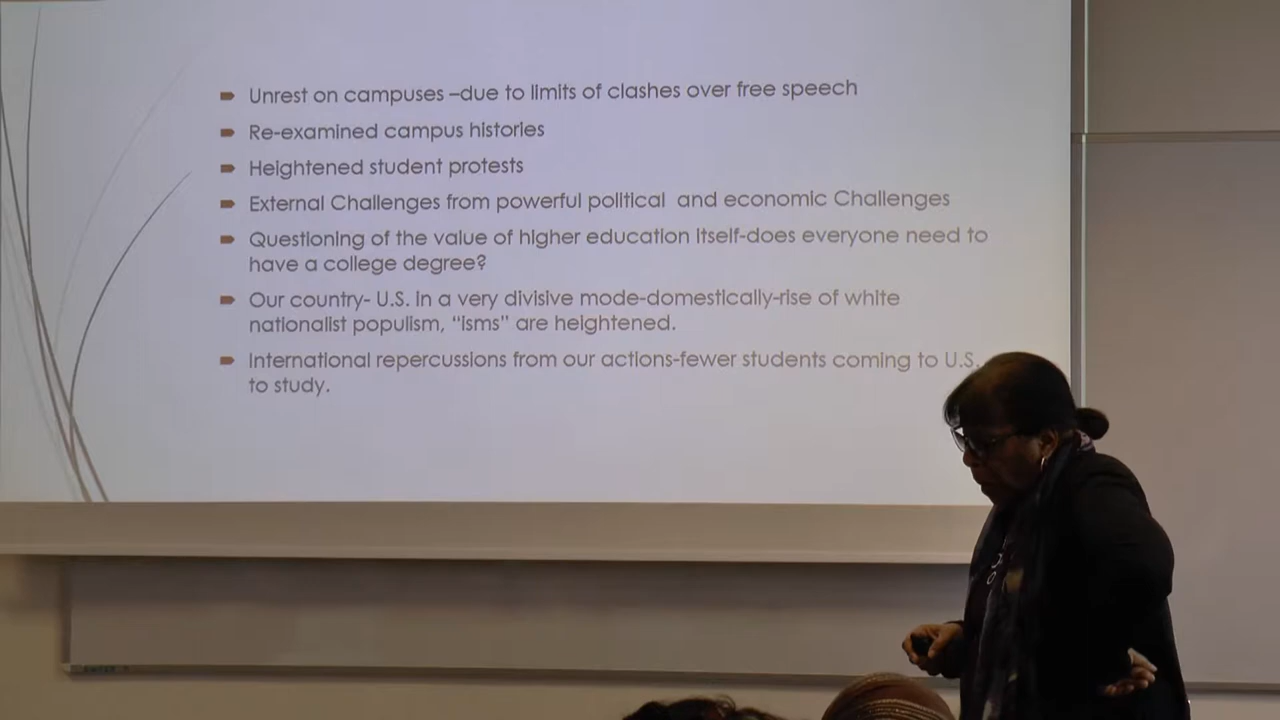 Unrest on campuses –due to limits of clashes over free speech
Re-examined campus histories
Heightened student protests
External Challenges from powerful political and economic Challenges
Questioning of the value of higher education itself-does everyone need to
have a college degree?
Our country- U.S. in a very divisive mode-domestically-rise of white
nationalist populism, “isms” are heightened.
International repercussions from our actions-fewer students coming to U.S.
to study.